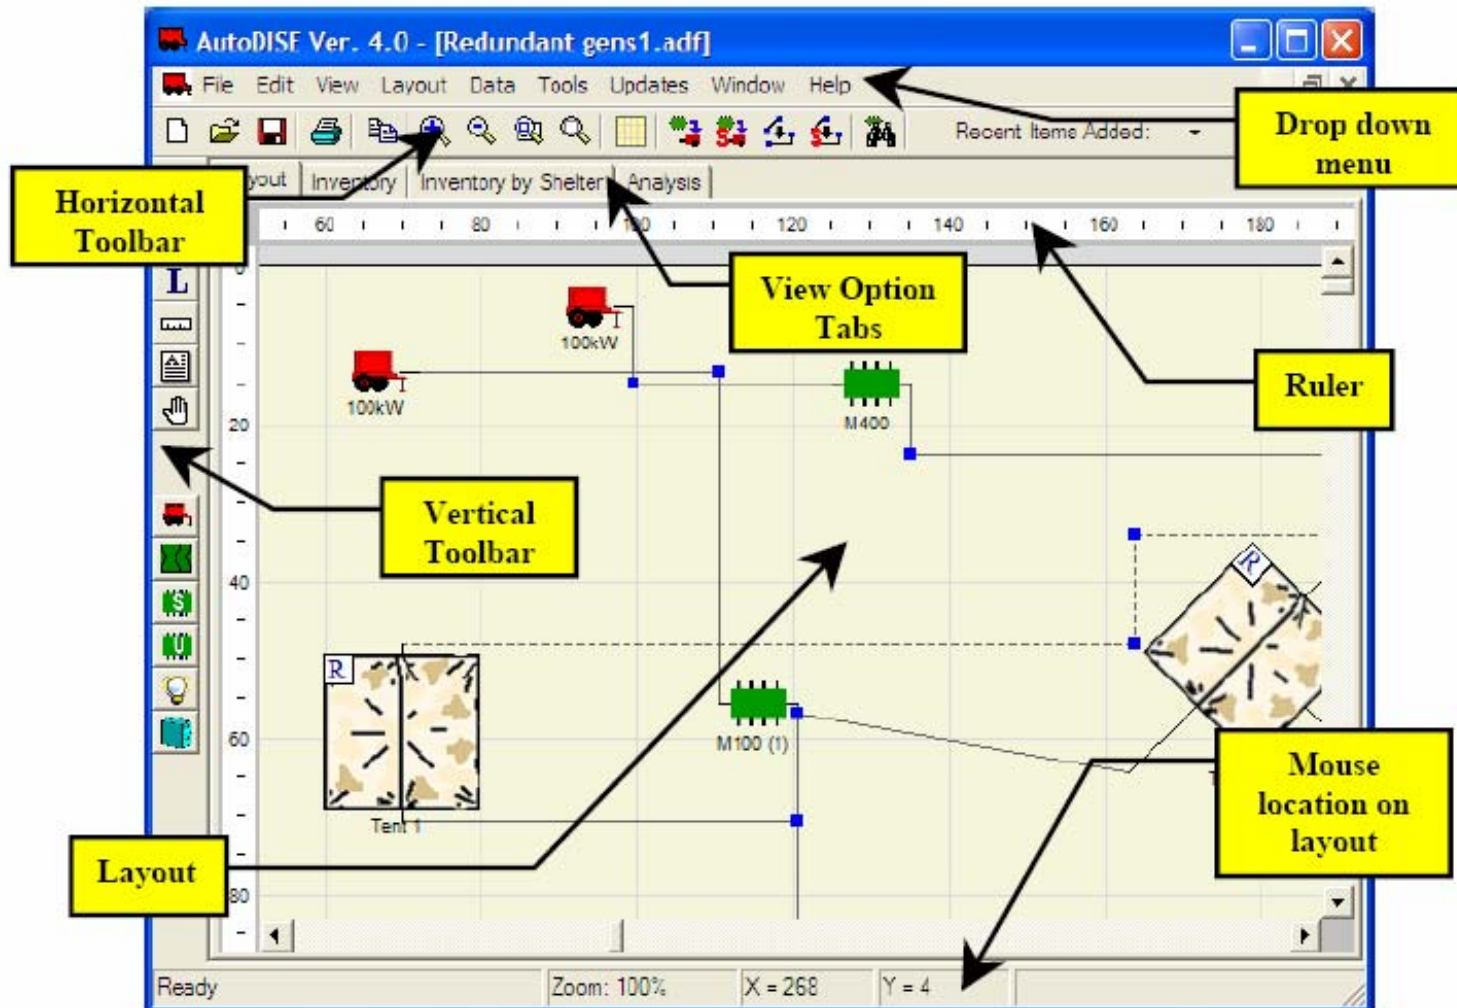 AutoDISE Ver. 4.0 - [Redundant gens1.adf]
File Edit View Layout Data Tools Updates Window Help
Drop down
menu
Recent Items Added:
Horizontal
Toolbar
Inventory Inventory by Shelter Analysis
60 80 100 120 140 160 180
View Option
Tabs
L
100kW
100kW
M400
Ruler
20
Vertical
Toolbar
S
U
R
40
R
60
M100 (1)
Tent 1
Mouse
location on
layout
Layout
80
Ready Zoom: 100% X = 268 Y = 4